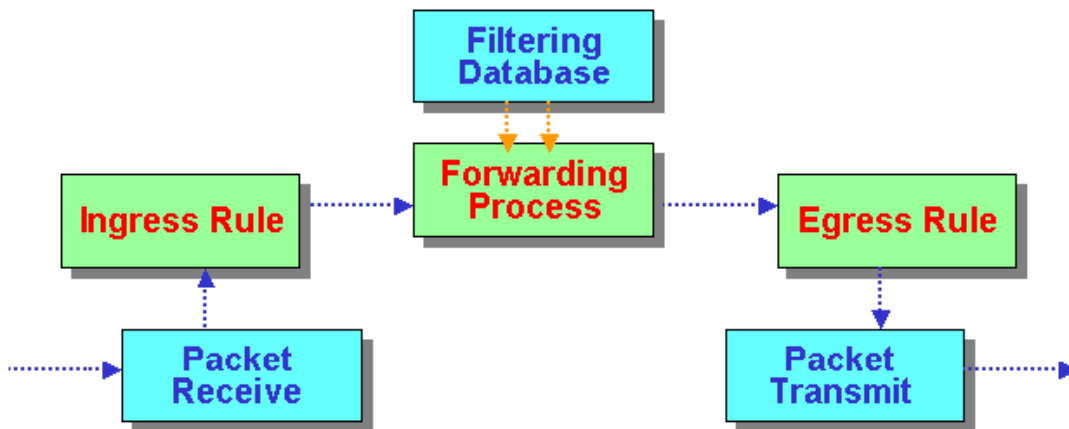 Filtering
Database
Forwarding
Process
Ingress Rule
Egress Rule
Packet
Receive
Packet
Transmit